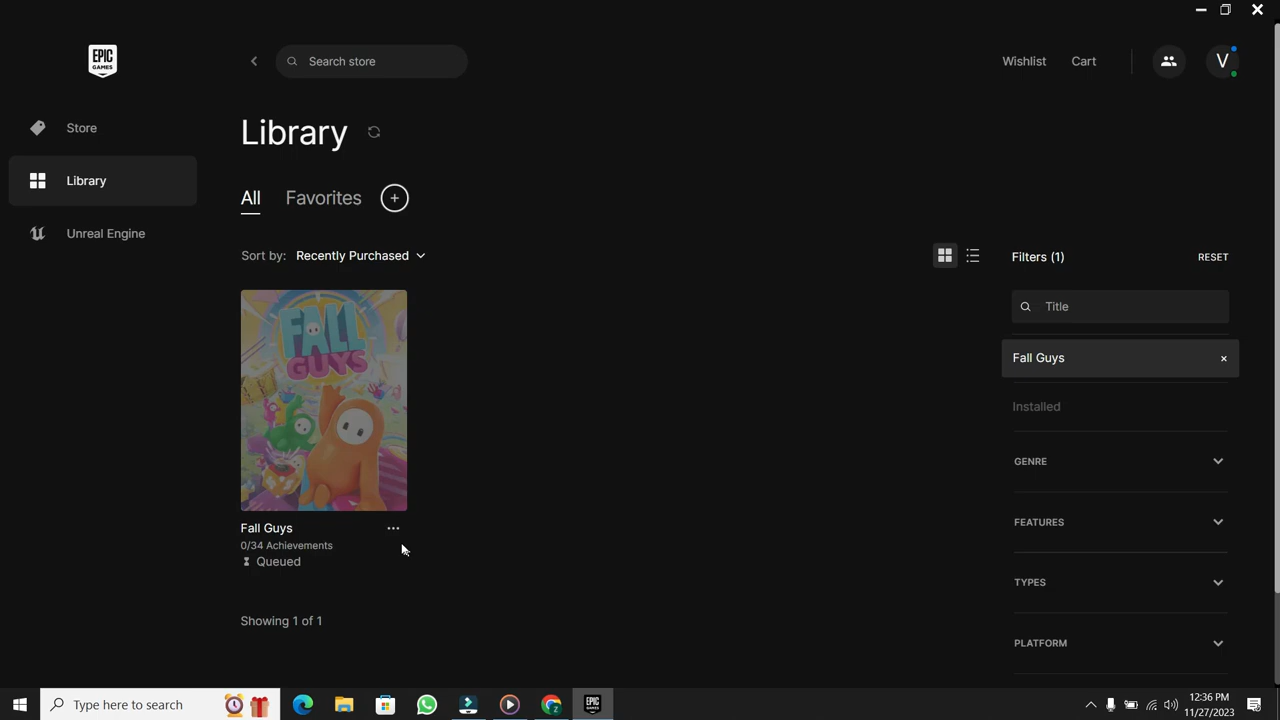 EPIC
GAMES
Search store
Wishlist
Cart
V
Store
Library
Unreal Engine
Library
All
Favorites
Sort by: Recently Purchased
Filters (1)
RESET
Title
Fall Guys
Installed
GENRE
FEATURES
TYPES
PLATFORM
FALL
GUYS
Fall Guys
0/34 Achievements
Queued
Showing 1 of 1
Type here to search
EPIC
GAMES
12:36 PM
11/27/2023